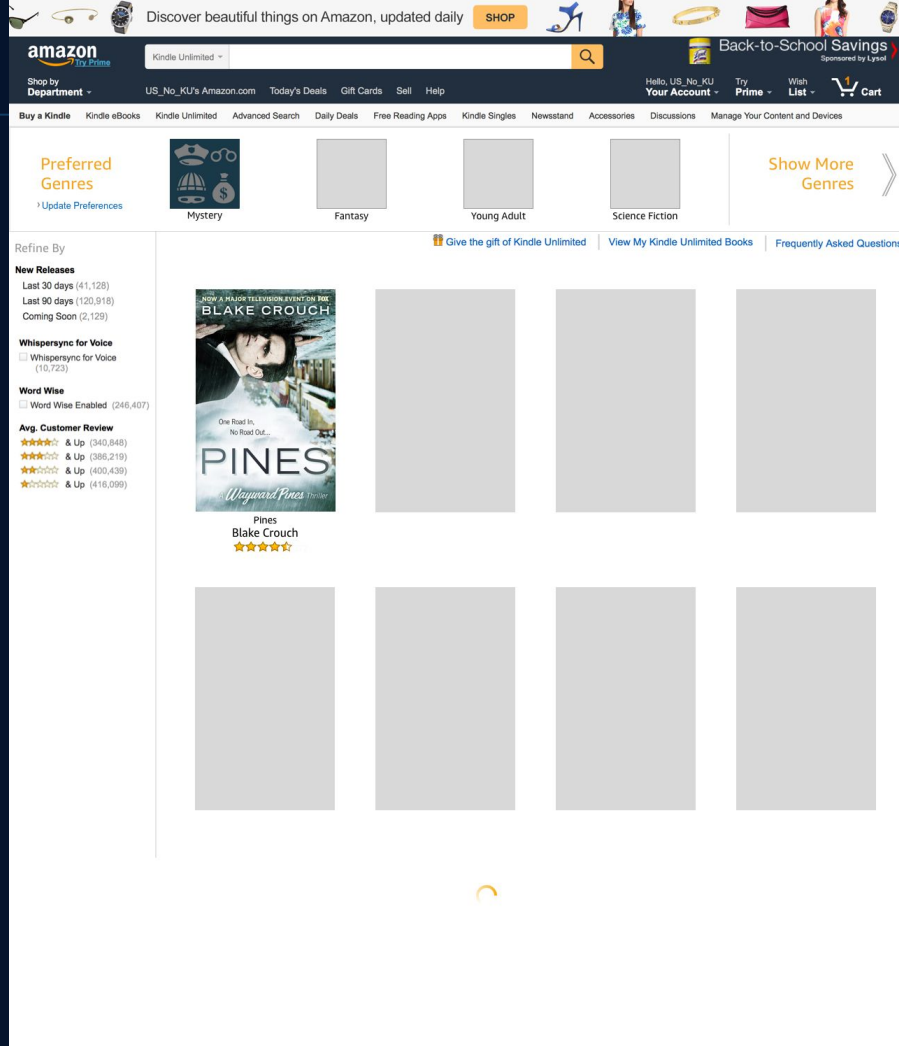 Discover beautiful things on Amazon, updated daily SHOP
amazon
Try Prime
Kindle Unlimited
Back-to-School Savings
Sponsored by Lysol
Shop by
Department
US_No_KU's Amazon.com Today's Deals Gift Cards Sell Help
Hello, US_No_KU
Your Account
Try
Prime
Wish
List
1
Cart
Buy a Kindle Kindle eBooks Kindle Unlimited Advanced Search Daily Deals Free Reading Apps Kindle Singles Newsstand Accessories Discussions Manage Your Content and Devices
Preferred
Genres
› Update Preferences
$
Mystery
Fantasy
Young Adult
Science Fiction
Show More
Genres
Give the gift of Kindle Unlimited | View My Kindle Unlimited Books | Frequently Asked Questions
Refine By
New Releases
Last 30 days (41,128)
Last 90 days (120,918)
Coming Soon (2,129)
Whispersync for Voice
Whispersync for Voice
(10,723)
Word Wise
Word Wise Enabled (246,407)
Avg. Customer Review
& Up (340,848)
& Up (386,219)
& Up (400,439)
& Up (416,099)
NOW A MAJOR TELEVISION EVENT ON FOX
BLAKE CROUCH
One Road In,
No Road Out...
PINES
A Wayward Pines Thriller
Pines
Blake Crouch